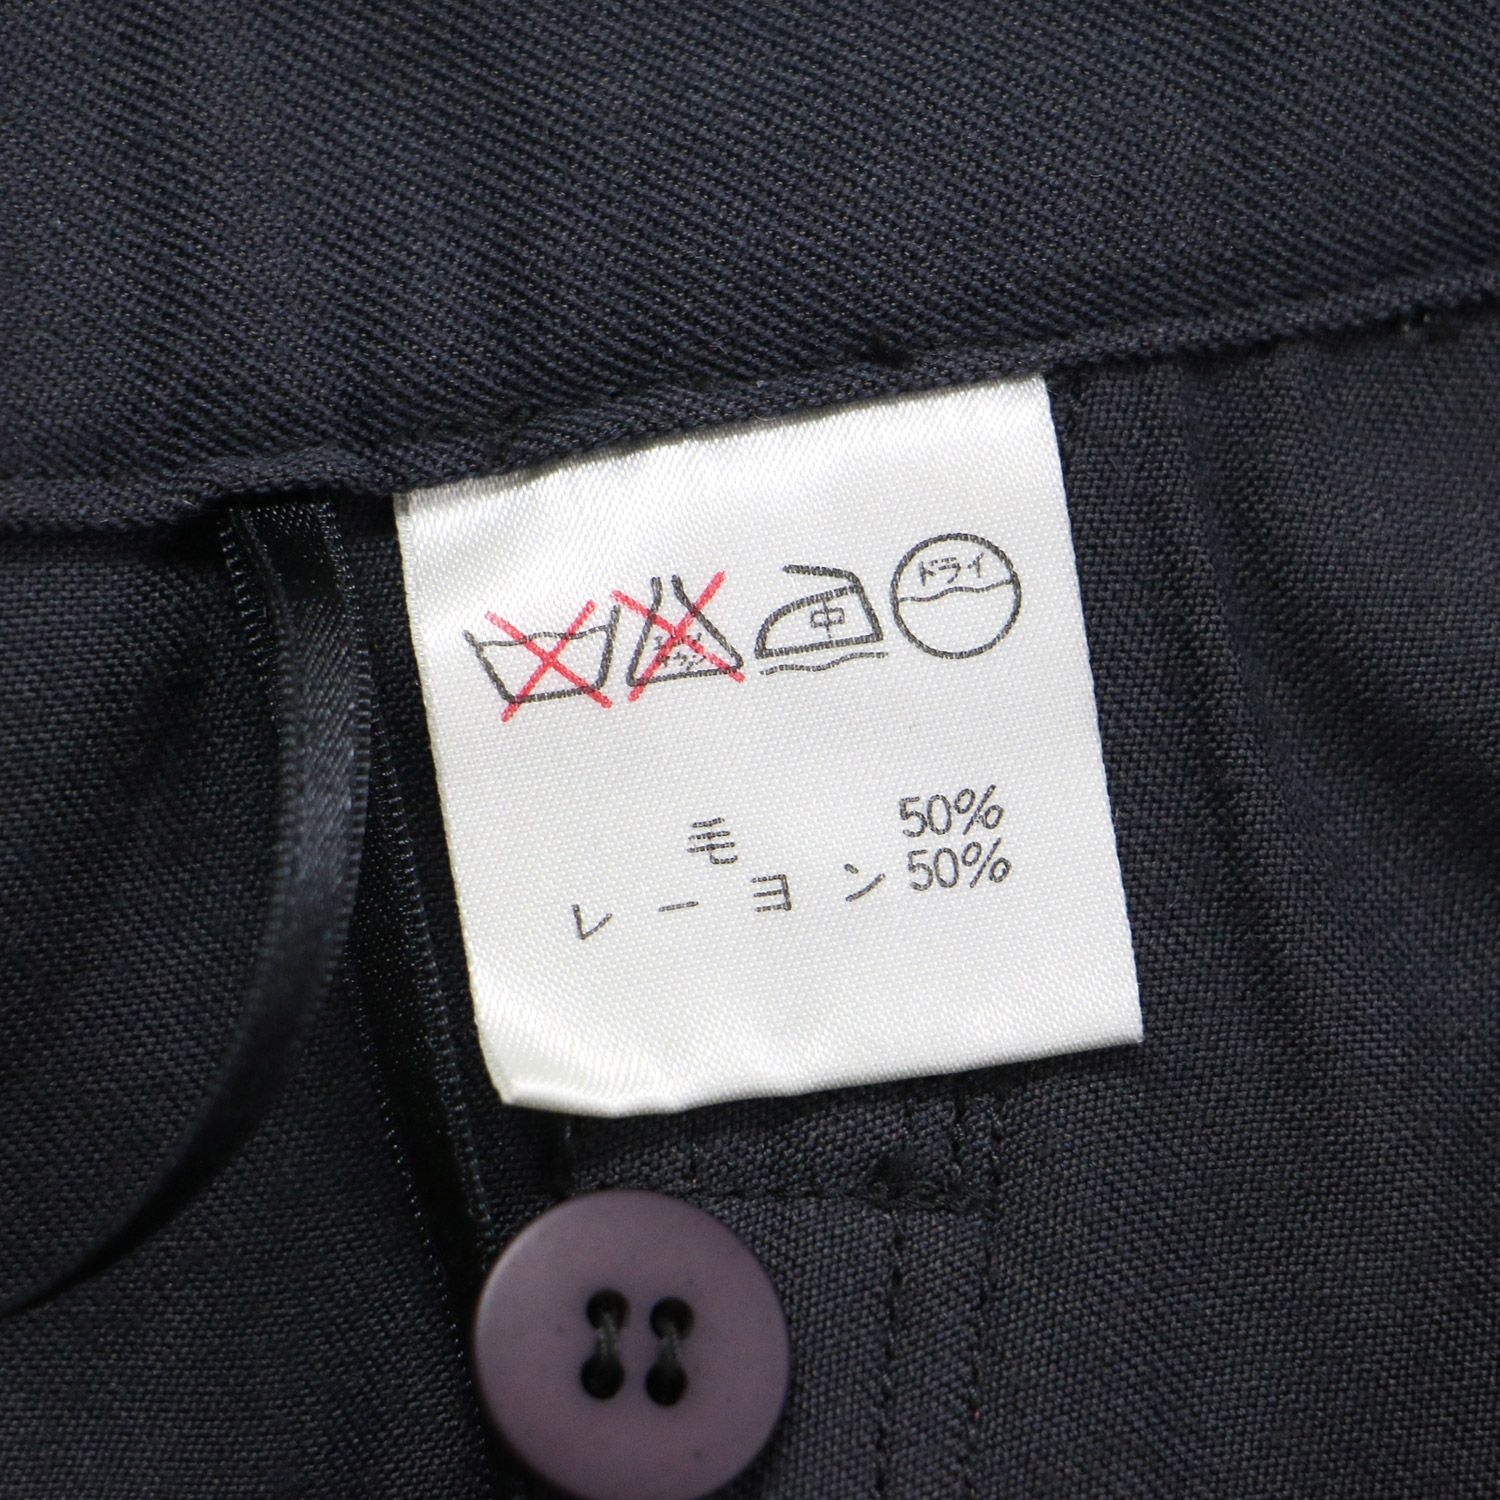 中
ドライ
毛 50%
レーヨン 50%